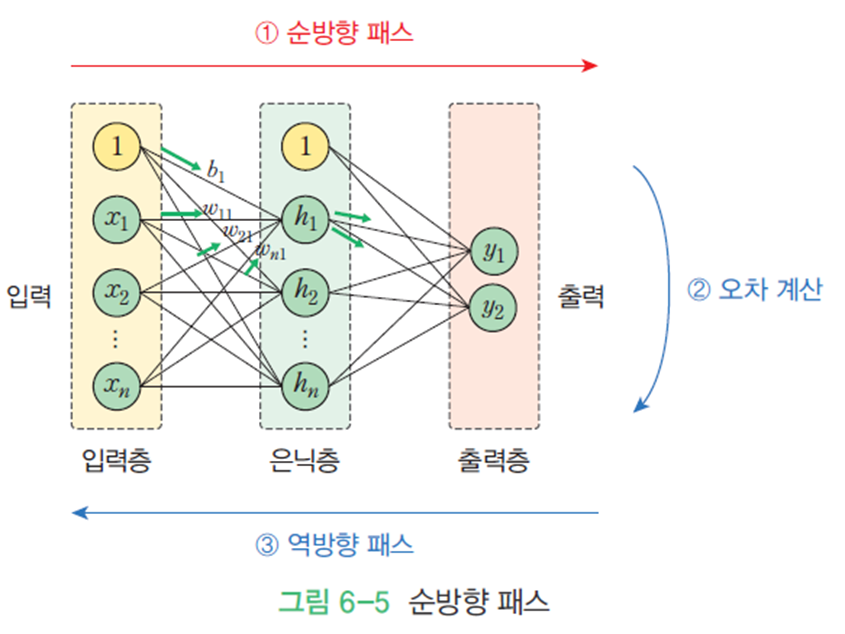 ① 순방향 패스
1
1
b₁
x₁
w₁₁
h₁
w₂₁
wₙ₁
y₁
입력
x₂
h₂
y₂
출력
② 오차 계산
⋮
⋮
xₙ
hₙ
입력층
은닉층
출력층
③ 역방향 패스
그림 6-5 순방향 패스